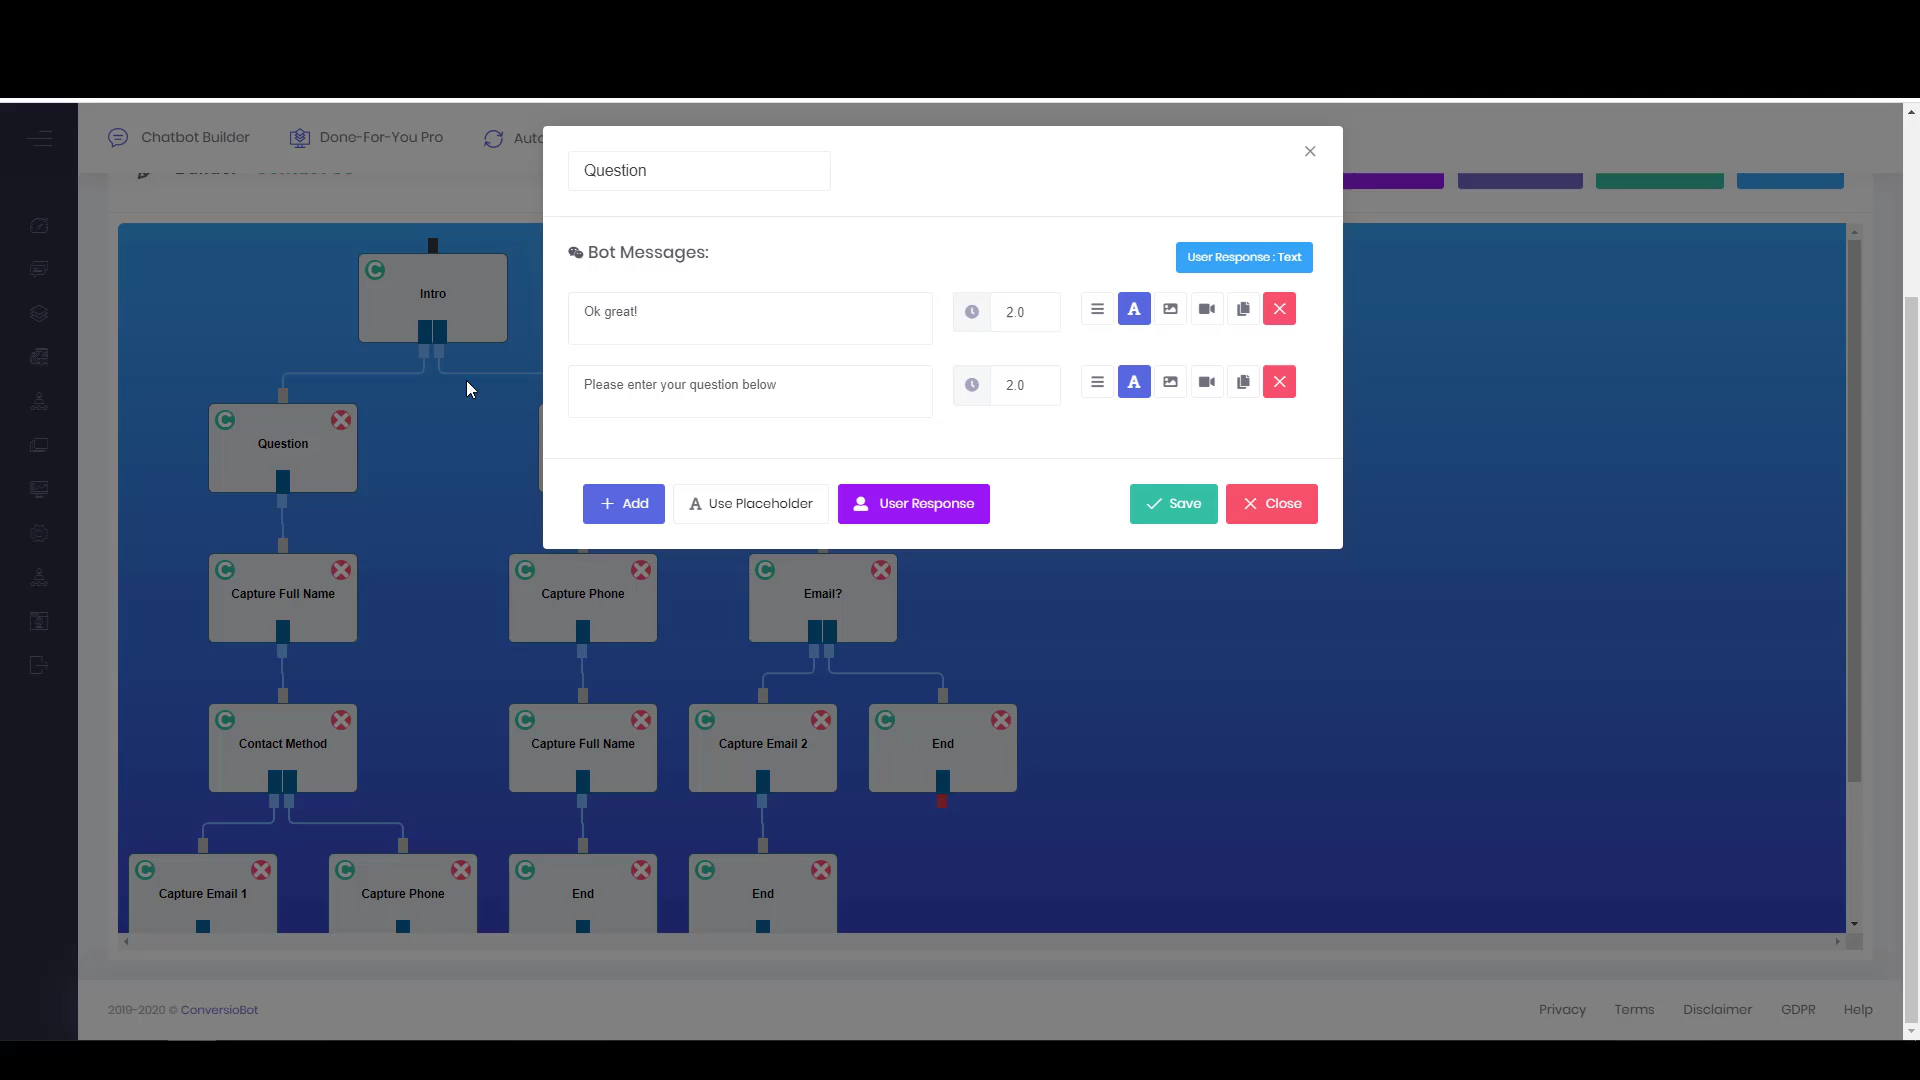 Chatbot Builder
Done-For-You Pro
Question
Bot Messages:
User Response : Text
Ok great!
2.0
A
Please enter your question below
2.0
A
Add
A Use Placeholder
User Response
Save
Close
Intro
Question
Capture Full Name
Capture Phone
Email?
Contact Method
Capture Full Name
Capture Email 2
End
Capture Email 1
Capture Phone
End
End
2019-2020 © ConversioBot
Privacy
Terms
Disclaimer
GDPR
Help